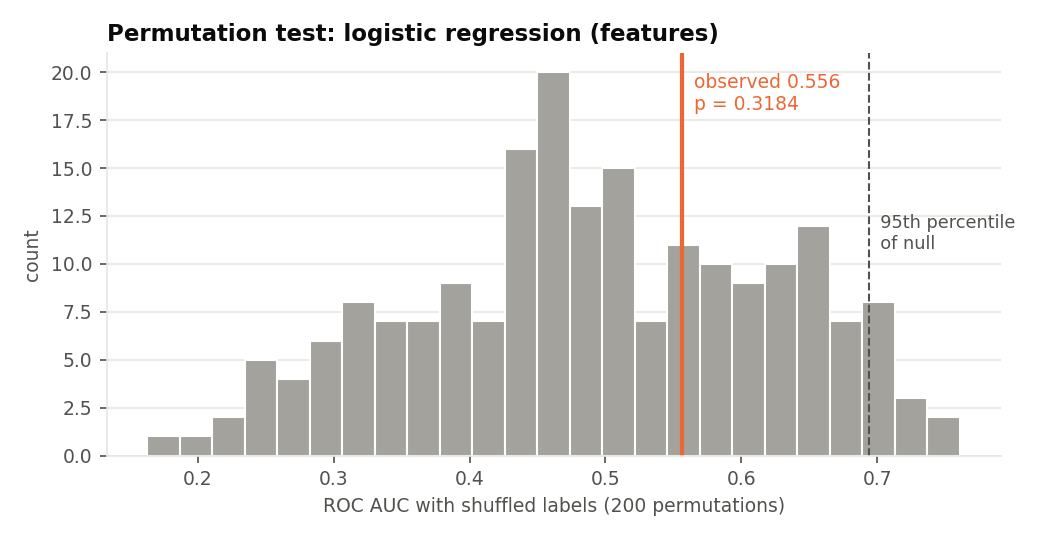 Permutation test: logistic regression (features)
20.0
17.5
15.0
12.5
10.0
7.5
5.0
2.5
0.0
count
observed 0.556
p = 0.3184
95th percentile
of null
0.2
0.3
0.4
0.5
0.6
0.7
ROC AUC with shuffled labels (200 permutations)